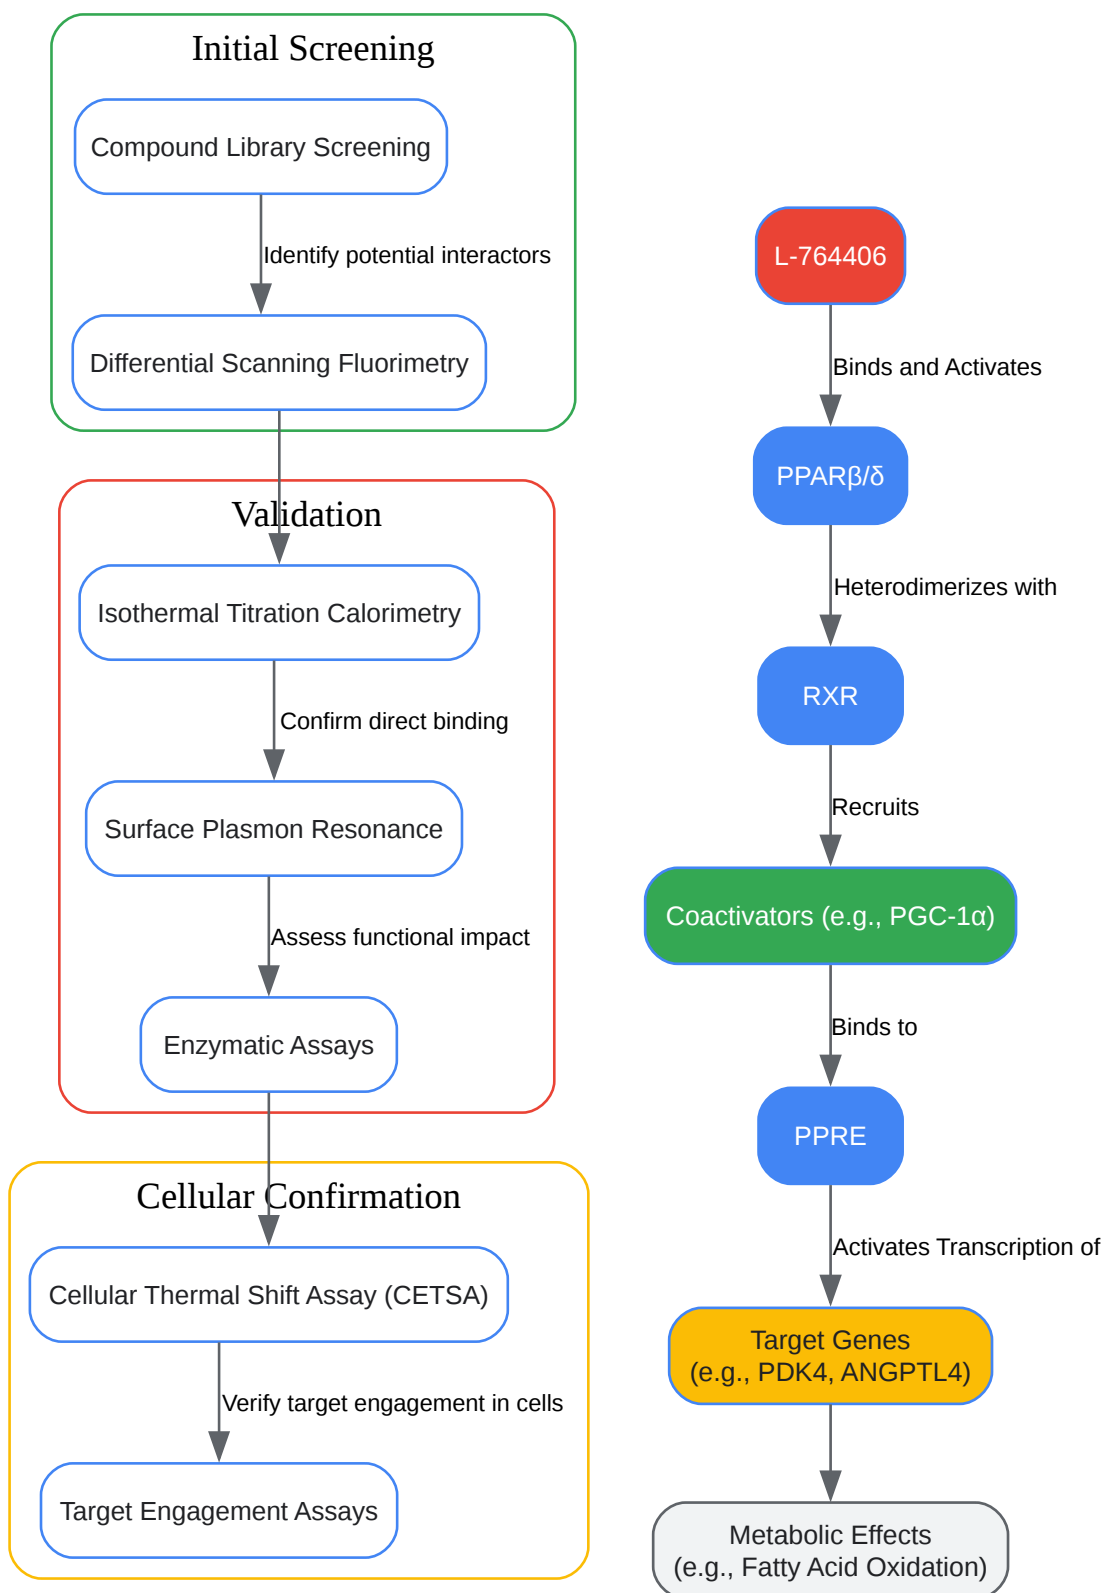 Initial Screening
Compound Library Screening
Identify potential interactors
Differential Scanning Fluorimetry
Validation
Isothermal Titration Calorimetry
Confirm direct binding
Surface Plasmon Resonance
Assess functional impact
Enzymatic Assays
Cellular Confirmation
Cellular Thermal Shift Assay (CETSA)
Verify target engagement in cells
Target Engagement Assays
L-764406
Binds and Activates
PPARβ/δ
Heterodimerizes with
RXR
Recruits
Coactivators (e.g., PGC-1α)
Binds to
PPRE
Activates Transcription of
Target Genes
(e.g., PDK4, ANGPTL4)
Metabolic Effects
(e.g., Fatty Acid Oxidation)